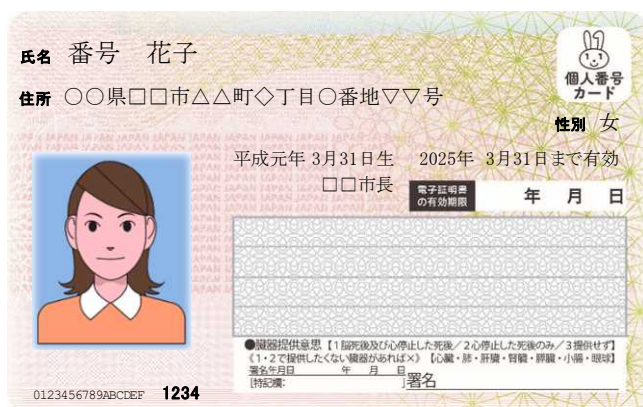 氏名 番号 花子
個人番号
カード
住所 〇〇県□□市△△町◇丁目〇番地▽▽号
性別 女
平成元年 3月31日生 2025年 3月31日まで有効
□□市長 電子証明書の有効期限 年 月 日
●臓器提供意思【1脳死後及び心停止した死後/2心停止した死後のみ/3提供せず】
《1・2で提供したくない臓器があれば×》【心臓・肺・肝臓・腎臓・膵臓・小腸・眼球】
署名年月日 年 月 日
[特記欄: ]署名
0123456789ABCDEF 1234